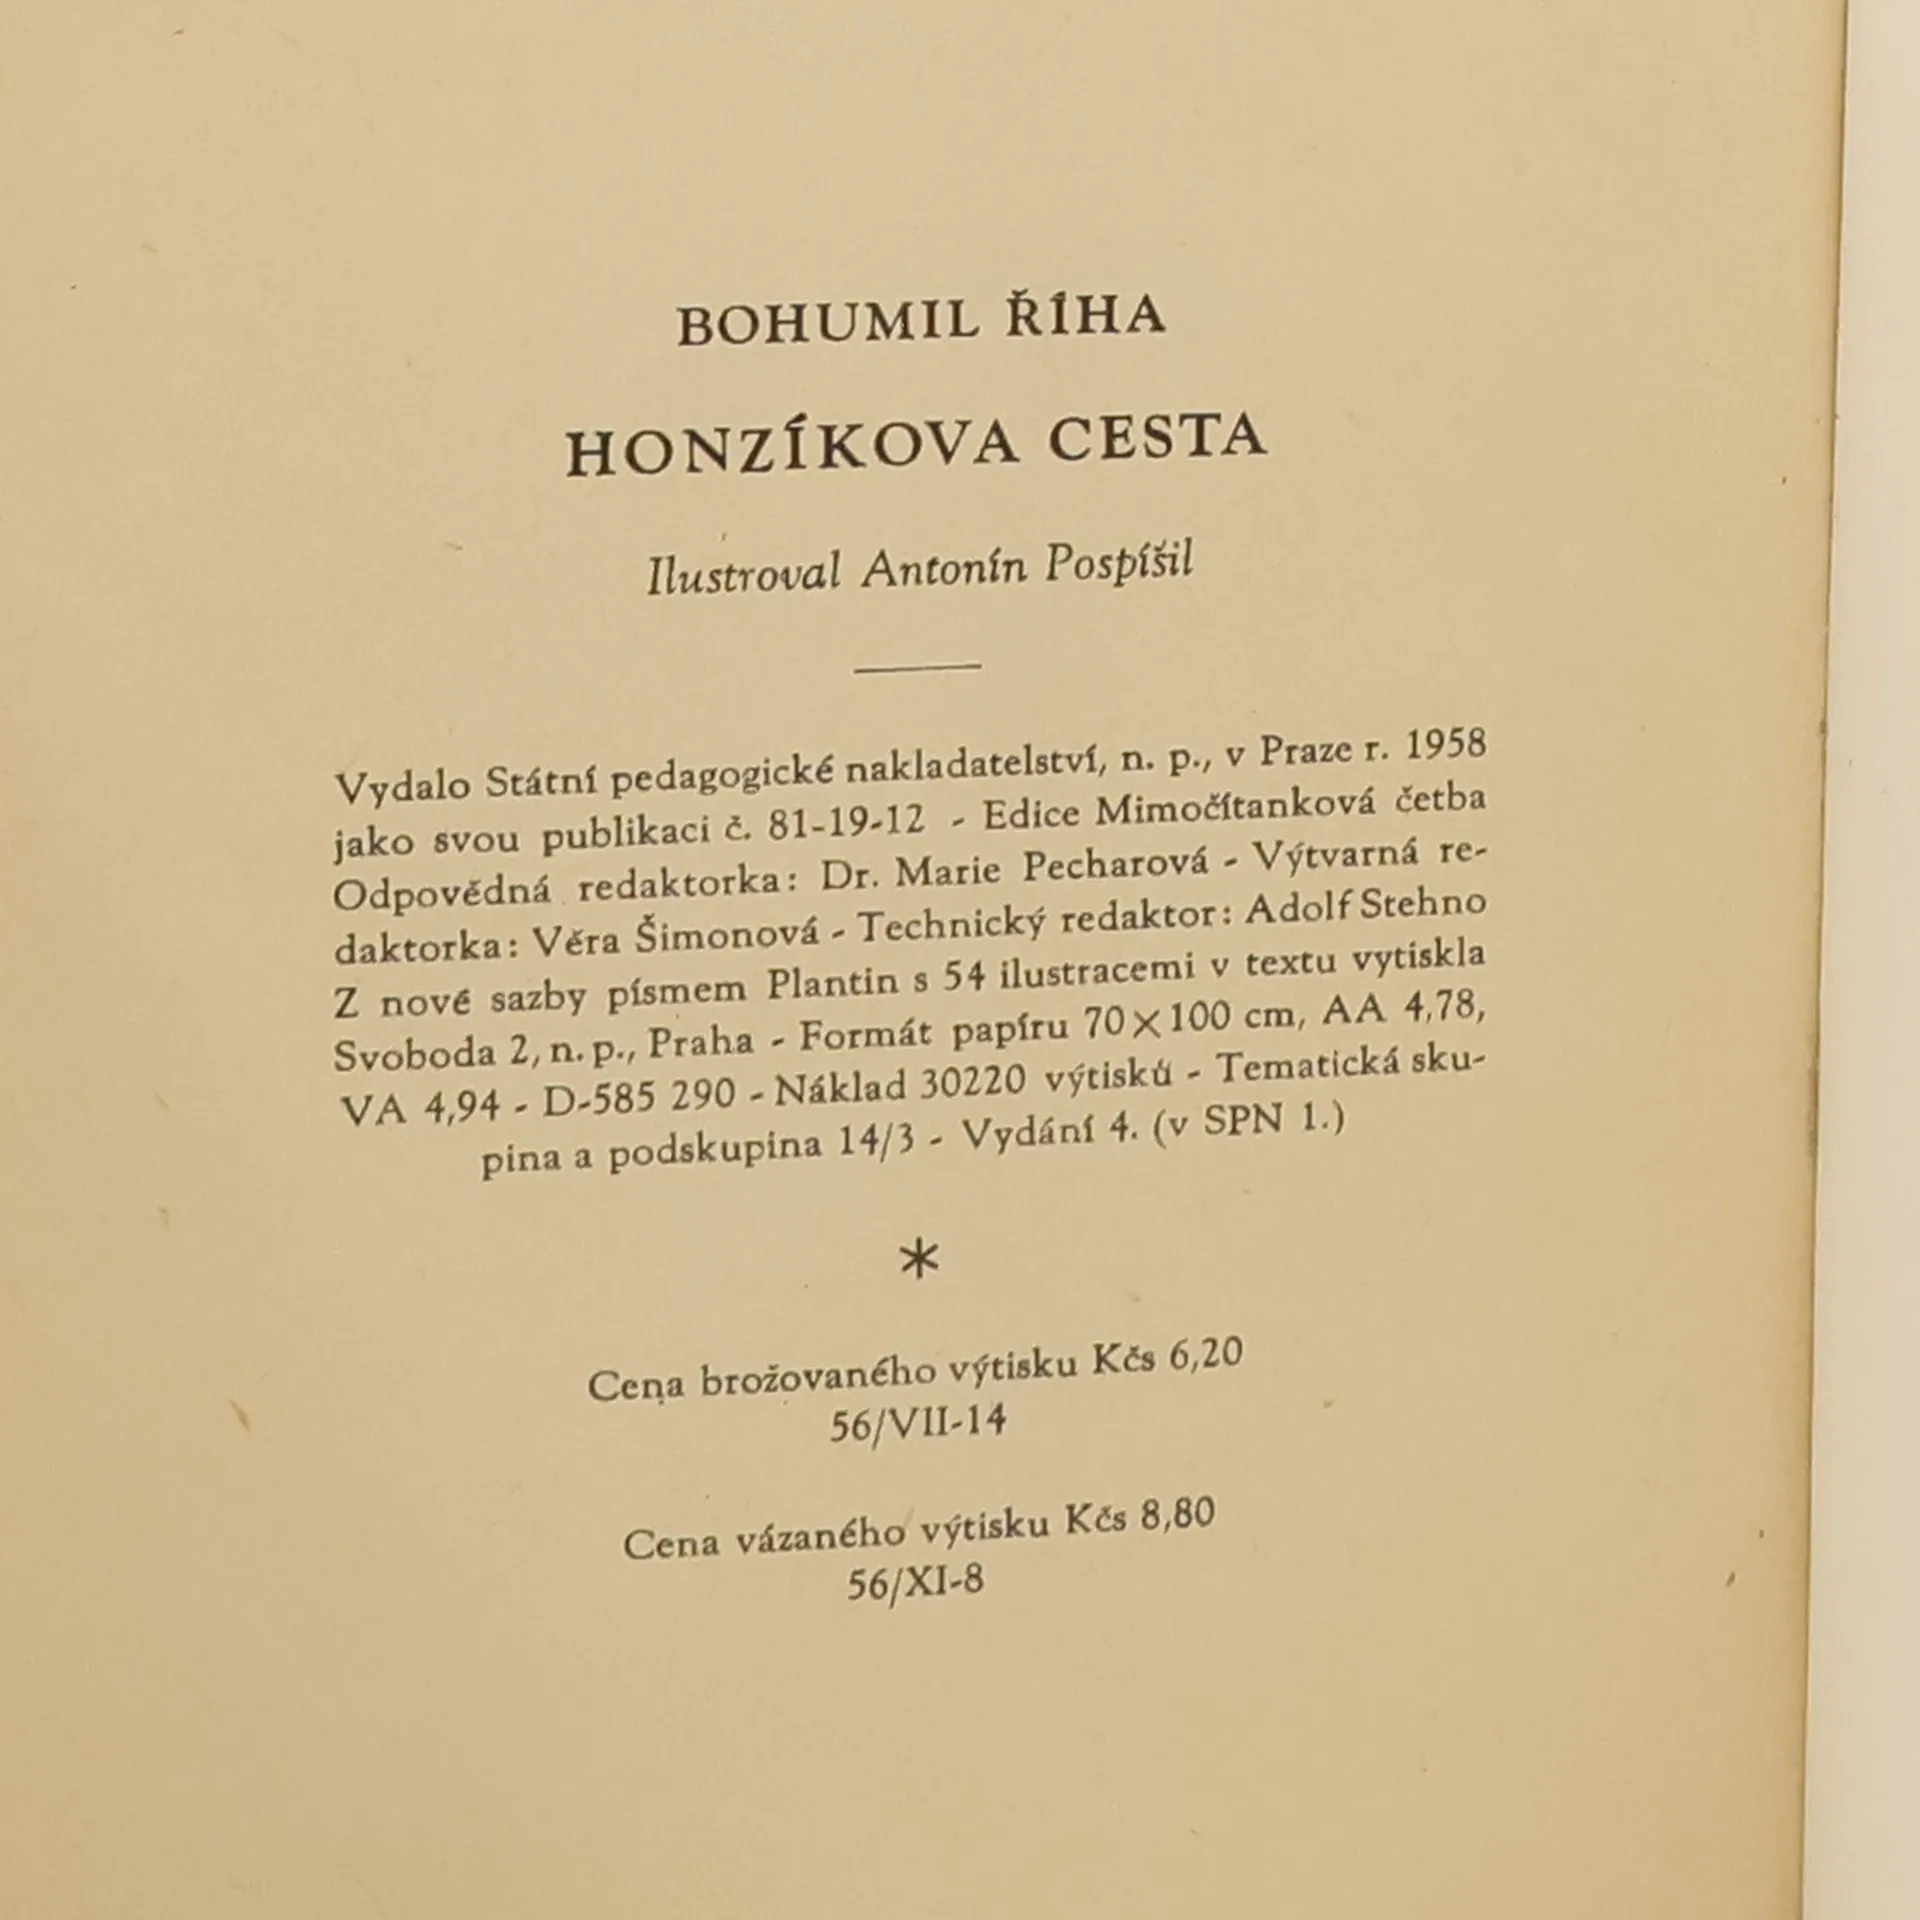 BOHUMIL ŘÍHA
HONZÍKOVA CESTA
Ilustroval Antonín Pospíšil
Vydalo Státní pedagogické nakladatelství, n. p., v Praze r. 1958
jako svou publikaci č. 81-19-12 - Edice Mimočítanková četba
Odpovědná redaktorka: Dr. Marie Pecharová - Výtvarná re-
daktorka: Věra Šimonová - Technický redaktor: Adolf Stehno
Z nové sazby písmem Plantin s 54 ilustracemi v textu vytiskla
Svoboda 2, n. p., Praha - Formát papíru 70×100 cm, AA 4,78,
VA 4,94 - D-585 290 - Náklad 30220 výtisků - Tematická sku-
pina a podskupina 14/3 - Vydání 4. (v SPN 1.)
*
Cena brožovaného výtisku Kčs 6,20
56/VII-14
Cena vázaného výtisku Kčs 8,80
56/XI-8